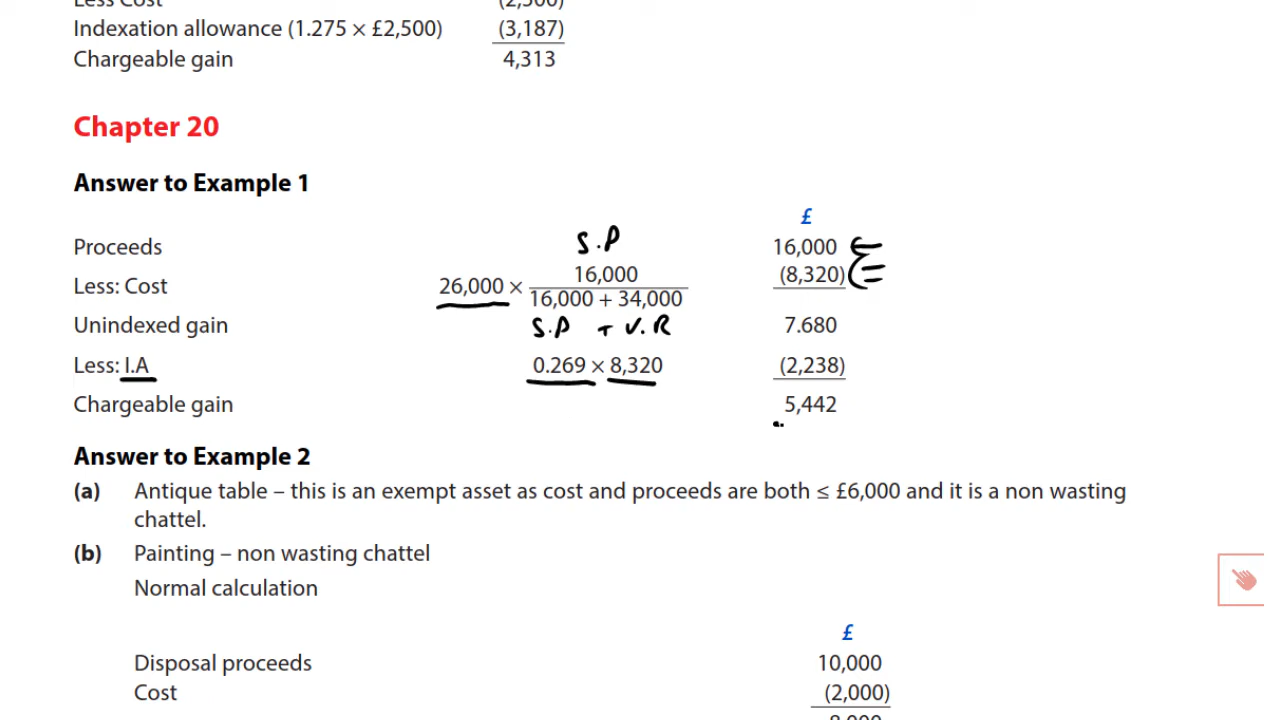 Less Cost (2,500)
Indexation allowance (1.275 × £2,500) (3,187)
Chargeable gain 4,313
Chapter 20
Answer to Example 1
£
S.P
Proceeds 16,000
16,000 (8,320)
Less: Cost 26,000 ×
16,000 + 34,000
S.P + V.R
Unindexed gain 7.680
Less: I.A 0.269 × 8,320 (2,238)
Chargeable gain 5,442
Answer to Example 2
(a) Antique table – this is an exempt asset as cost and proceeds are both ≤ £6,000 and it is a non wasting
chattel.
(b) Painting – non wasting chattel
Normal calculation
£
Disposal proceeds 10,000
Cost (2,000)
8,000